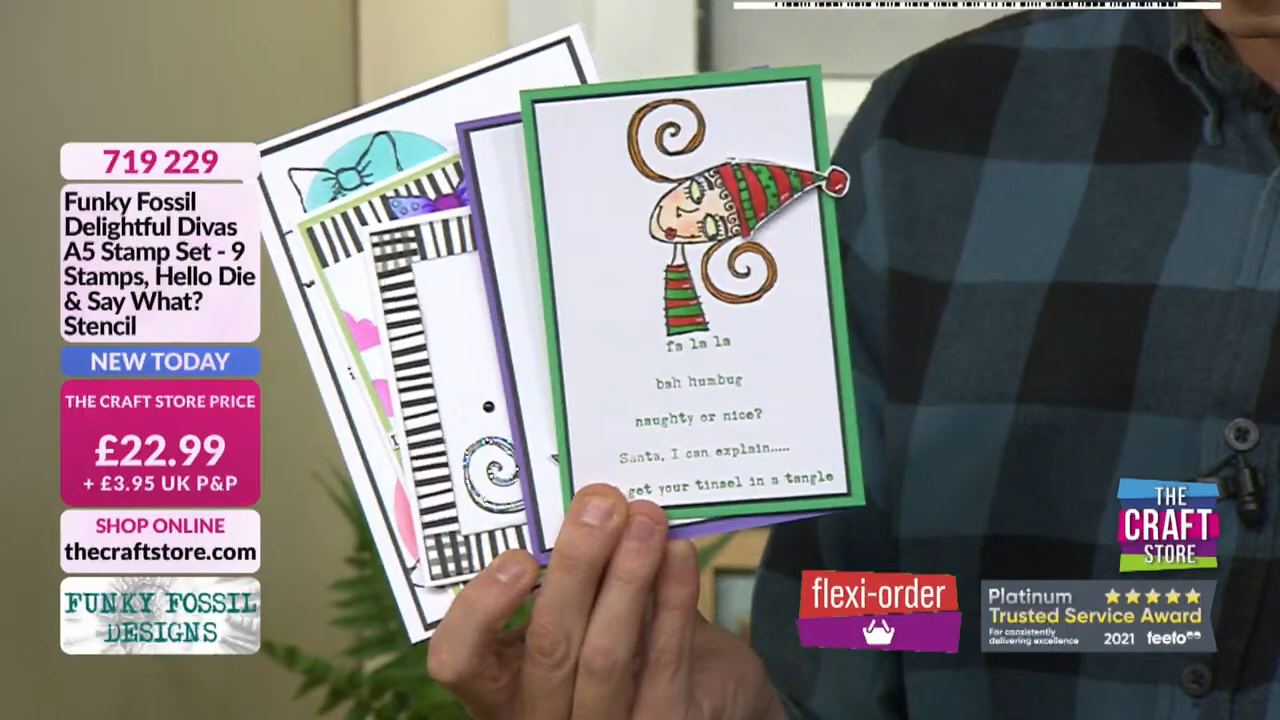 719 229
Funky Fossil
Delightful Divas
A5 Stamp Set - 9
Stamps, Hello Die
& Say What?
Stencil
NEW TODAY
THE CRAFT STORE PRICE
£22.99
+ £3.95 UK P&P
SHOP ONLINE
thecraftstore.com
FUNKY FOSSIL
DESIGNS
fa la la
bah humbug
naughty or nice?
Santa, I can explain.....
get your tinsel in a tangle
THE
CRAFT
STORE
flexi-order
Platinum
Trusted Service Award
For consistently
delivering excellence
2021 feefo